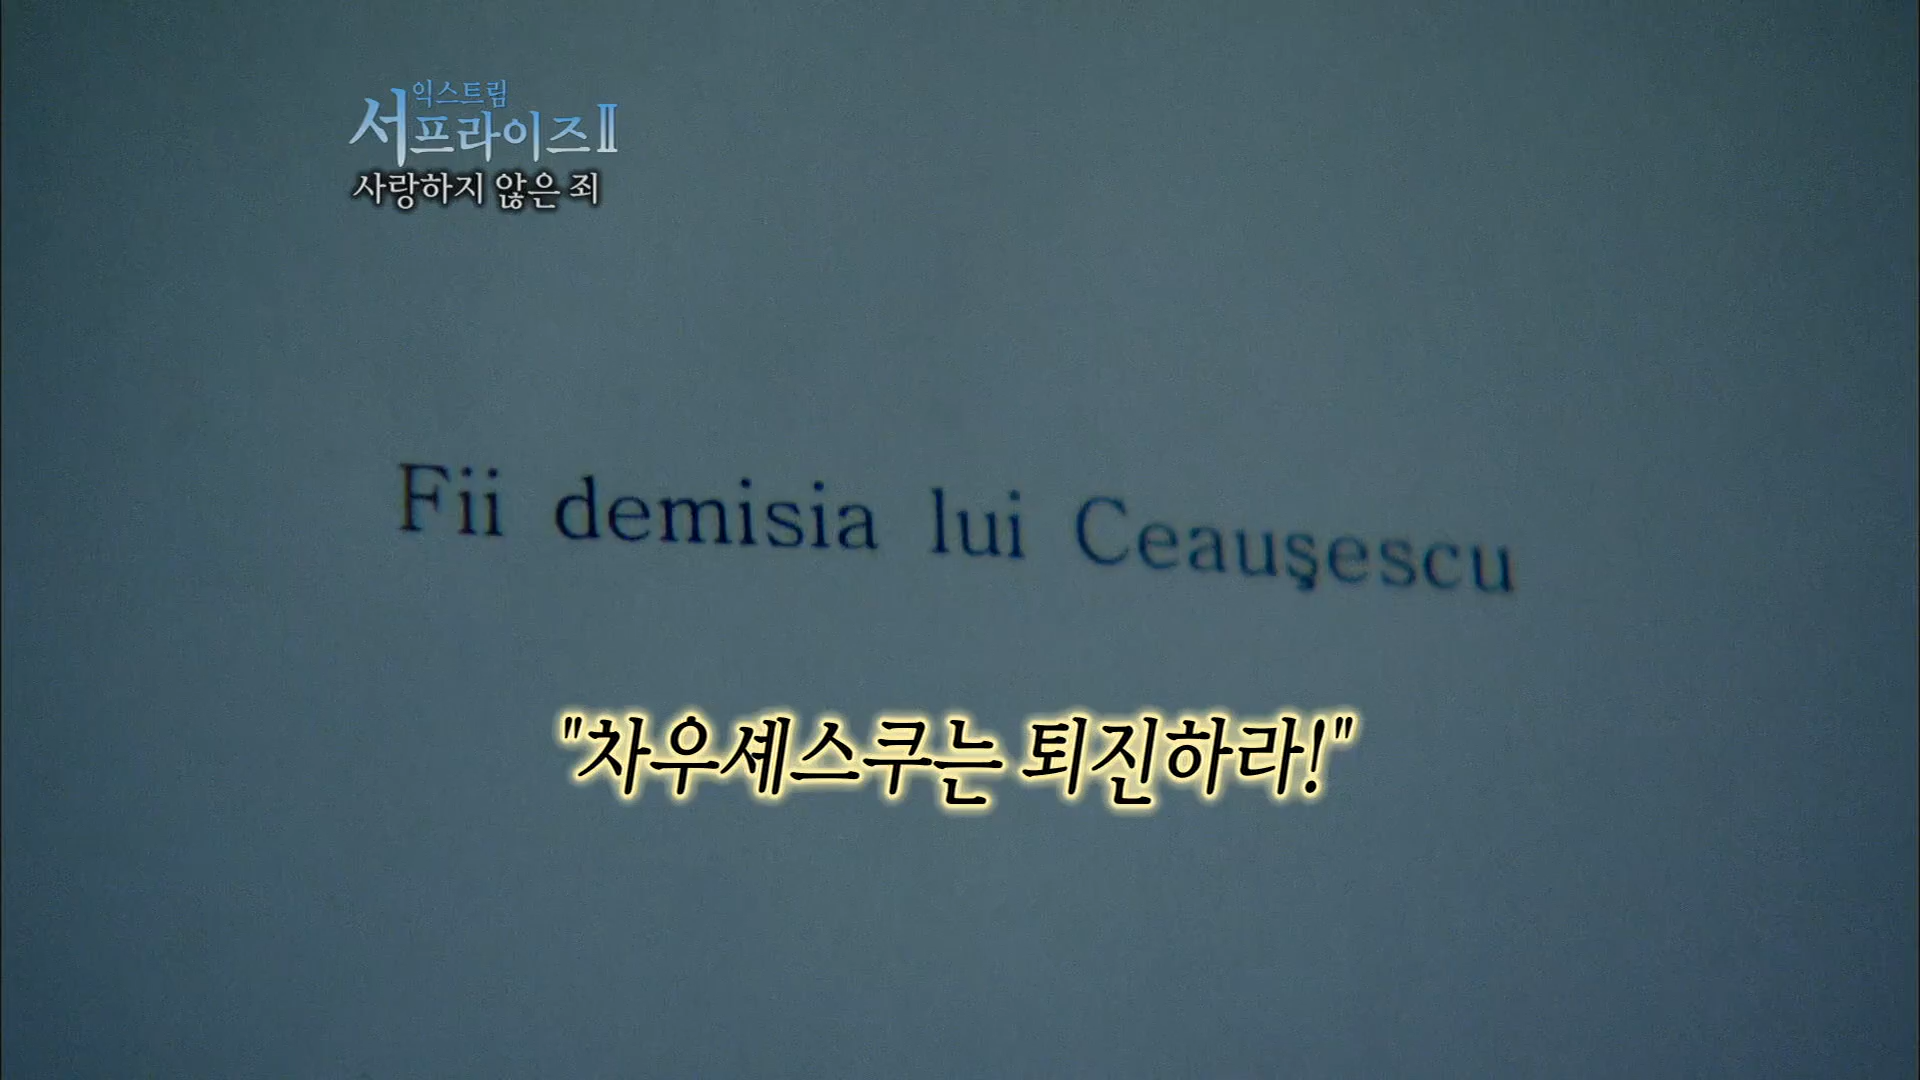 익스트림
서프라이즈Ⅱ
사랑하지 않은 죄
Fii demisia lui Ceauşescu
"차우셰스쿠는 퇴진하라!"